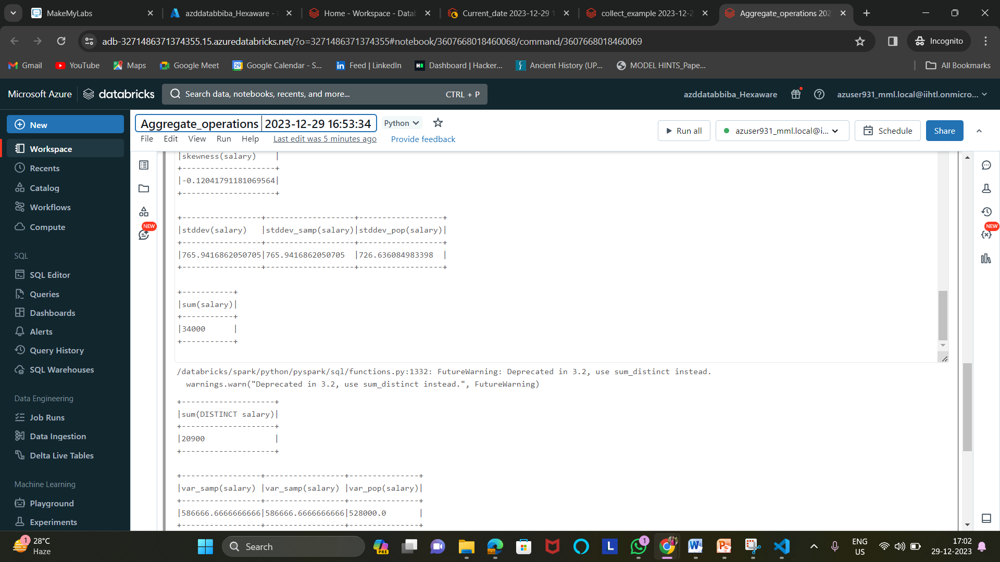 MakeMyLabs
azddatabbiba_Hexaware -
Home - Workspace - Datab
Current_date 2023-12-29 1
collect_example 2023-12-2
Aggregate_operations 202
adb-3271486371374355.15.azuredatabricks.net/?o=3271486371374355#notebook/3607668018460068/command/3607668018460069
Incognito
Gmail
YouTube
Maps
Google Meet
29
Google Calendar - S...
Feed | LinkedIn
Dashboard | Hacker...
Ancient History (UP...
MODEL HINTS_Pape...
All Bookmarks
Microsoft Azure
databricks
Search data, notebooks, recents, and more...
CTRL + P
azddatabbiba_Hexaware
azuser931_mml.local@iihtl.onmicro...
New
Workspace
Recents
Catalog
Workflows
Compute
SQL
SQL Editor
Queries
Dashboards
Alerts
Query History
SQL Warehouses
Data Engineering
Job Runs
Data Ingestion
Delta Live Tables
Machine Learning
Playground
Experiments
Aggregate_operations 2023-12-29 16:53:34
Python
File Edit View Run Help
Last edit was 5 minutes ago
Provide feedback
Run all
azuser931_mml.local@i...
Schedule
Share
NEW
NEW
|skewness(salary)    |
+--------------------+
|-0.12041791181069564|
+--------------------+
+-----------------+-------------------+-----------------+
|stddev(salary)   |stddev_samp(salary)|stddev_pop(salary)|
+-----------------+-------------------+-----------------+
|765.9416862050705|765.9416862050705  |726.636084983398  |
+-----------------+-------------------+-----------------+
+-----------+
|sum(salary)|
+-----------+
|34000      |
+-----------+
/databricks/spark/python/pyspark/sql/functions.py:1332: FutureWarning: Deprecated in 3.2, use sum_distinct instead.
warnings.warn("Deprecated in 3.2, use sum_distinct instead.", FutureWarning)
+--------------------+
|sum(DISTINCT salary)|
+--------------------+
|20900               |
+--------------------+
+-----------------+-----------------+---------------+
|var_samp(salary) |var_samp(salary) |var_pop(salary)|
+-----------------+-----------------+---------------+
|586666.6666666666|586666.6666666666|528000.0       |
+-----------------+-----------------+---------------+
1
28°C
Haze
Search
PRE
L
1
ENG
US
17:02
29-12-2023